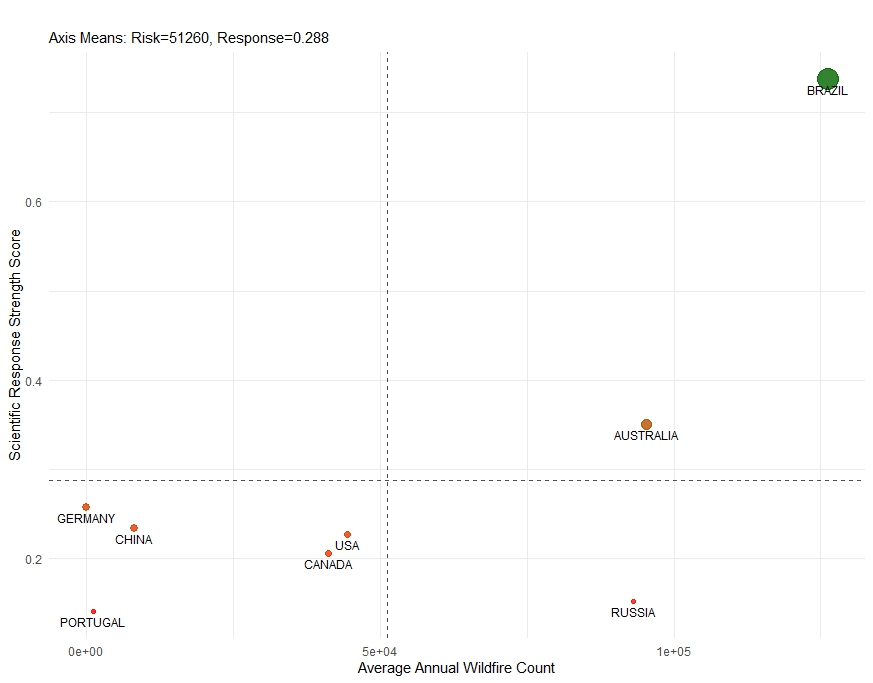 Axis Means: Risk=51260, Response=0.288
BRAZIL
0.6
Scientific Response Strength Score
0.4
AUSTRALIA
GERMANY
CHINA
USA
0.2
CANADA
RUSSIA
PORTUGAL
0e+00
5e+04
1e+05
Average Annual Wildfire Count